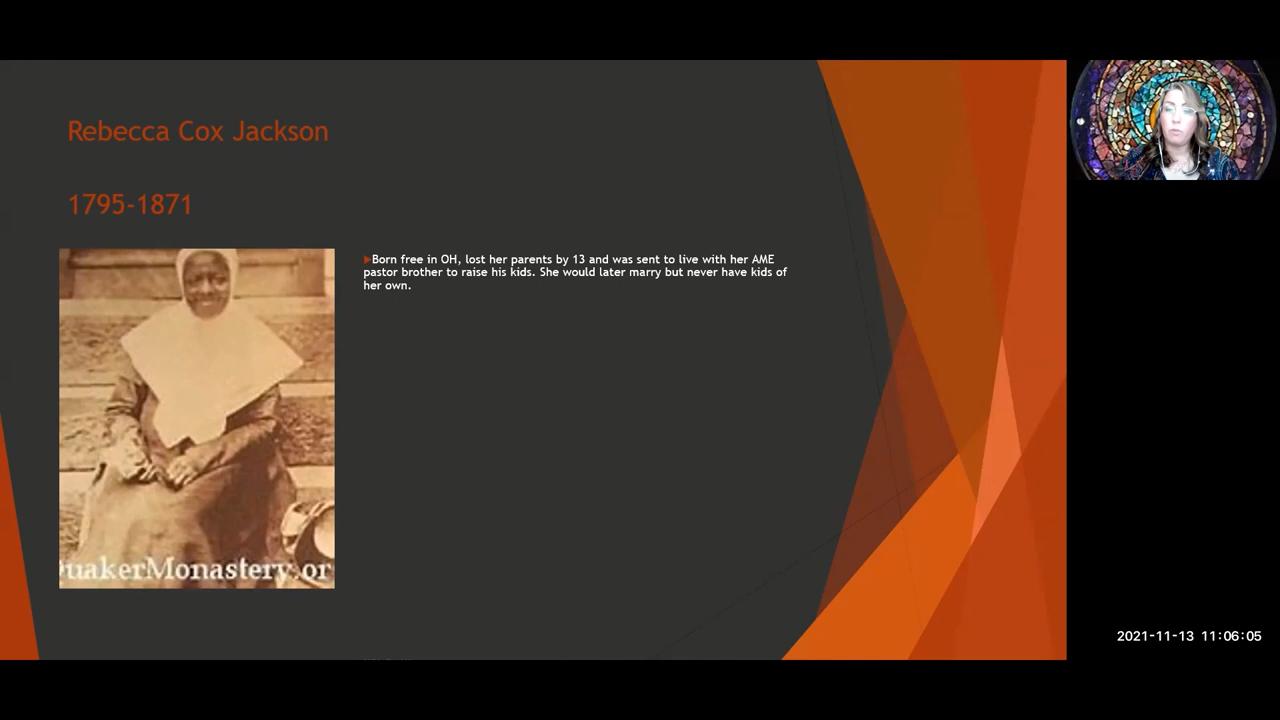 Rebecca Cox Jackson
1795-1871
Born free in OH, lost her parents by 13 and was sent to live with her AME
pastor brother to raise his kids. She would later marry but never have kids of
her own.
uakerMonastery.or
2021-11-13 11:06:05